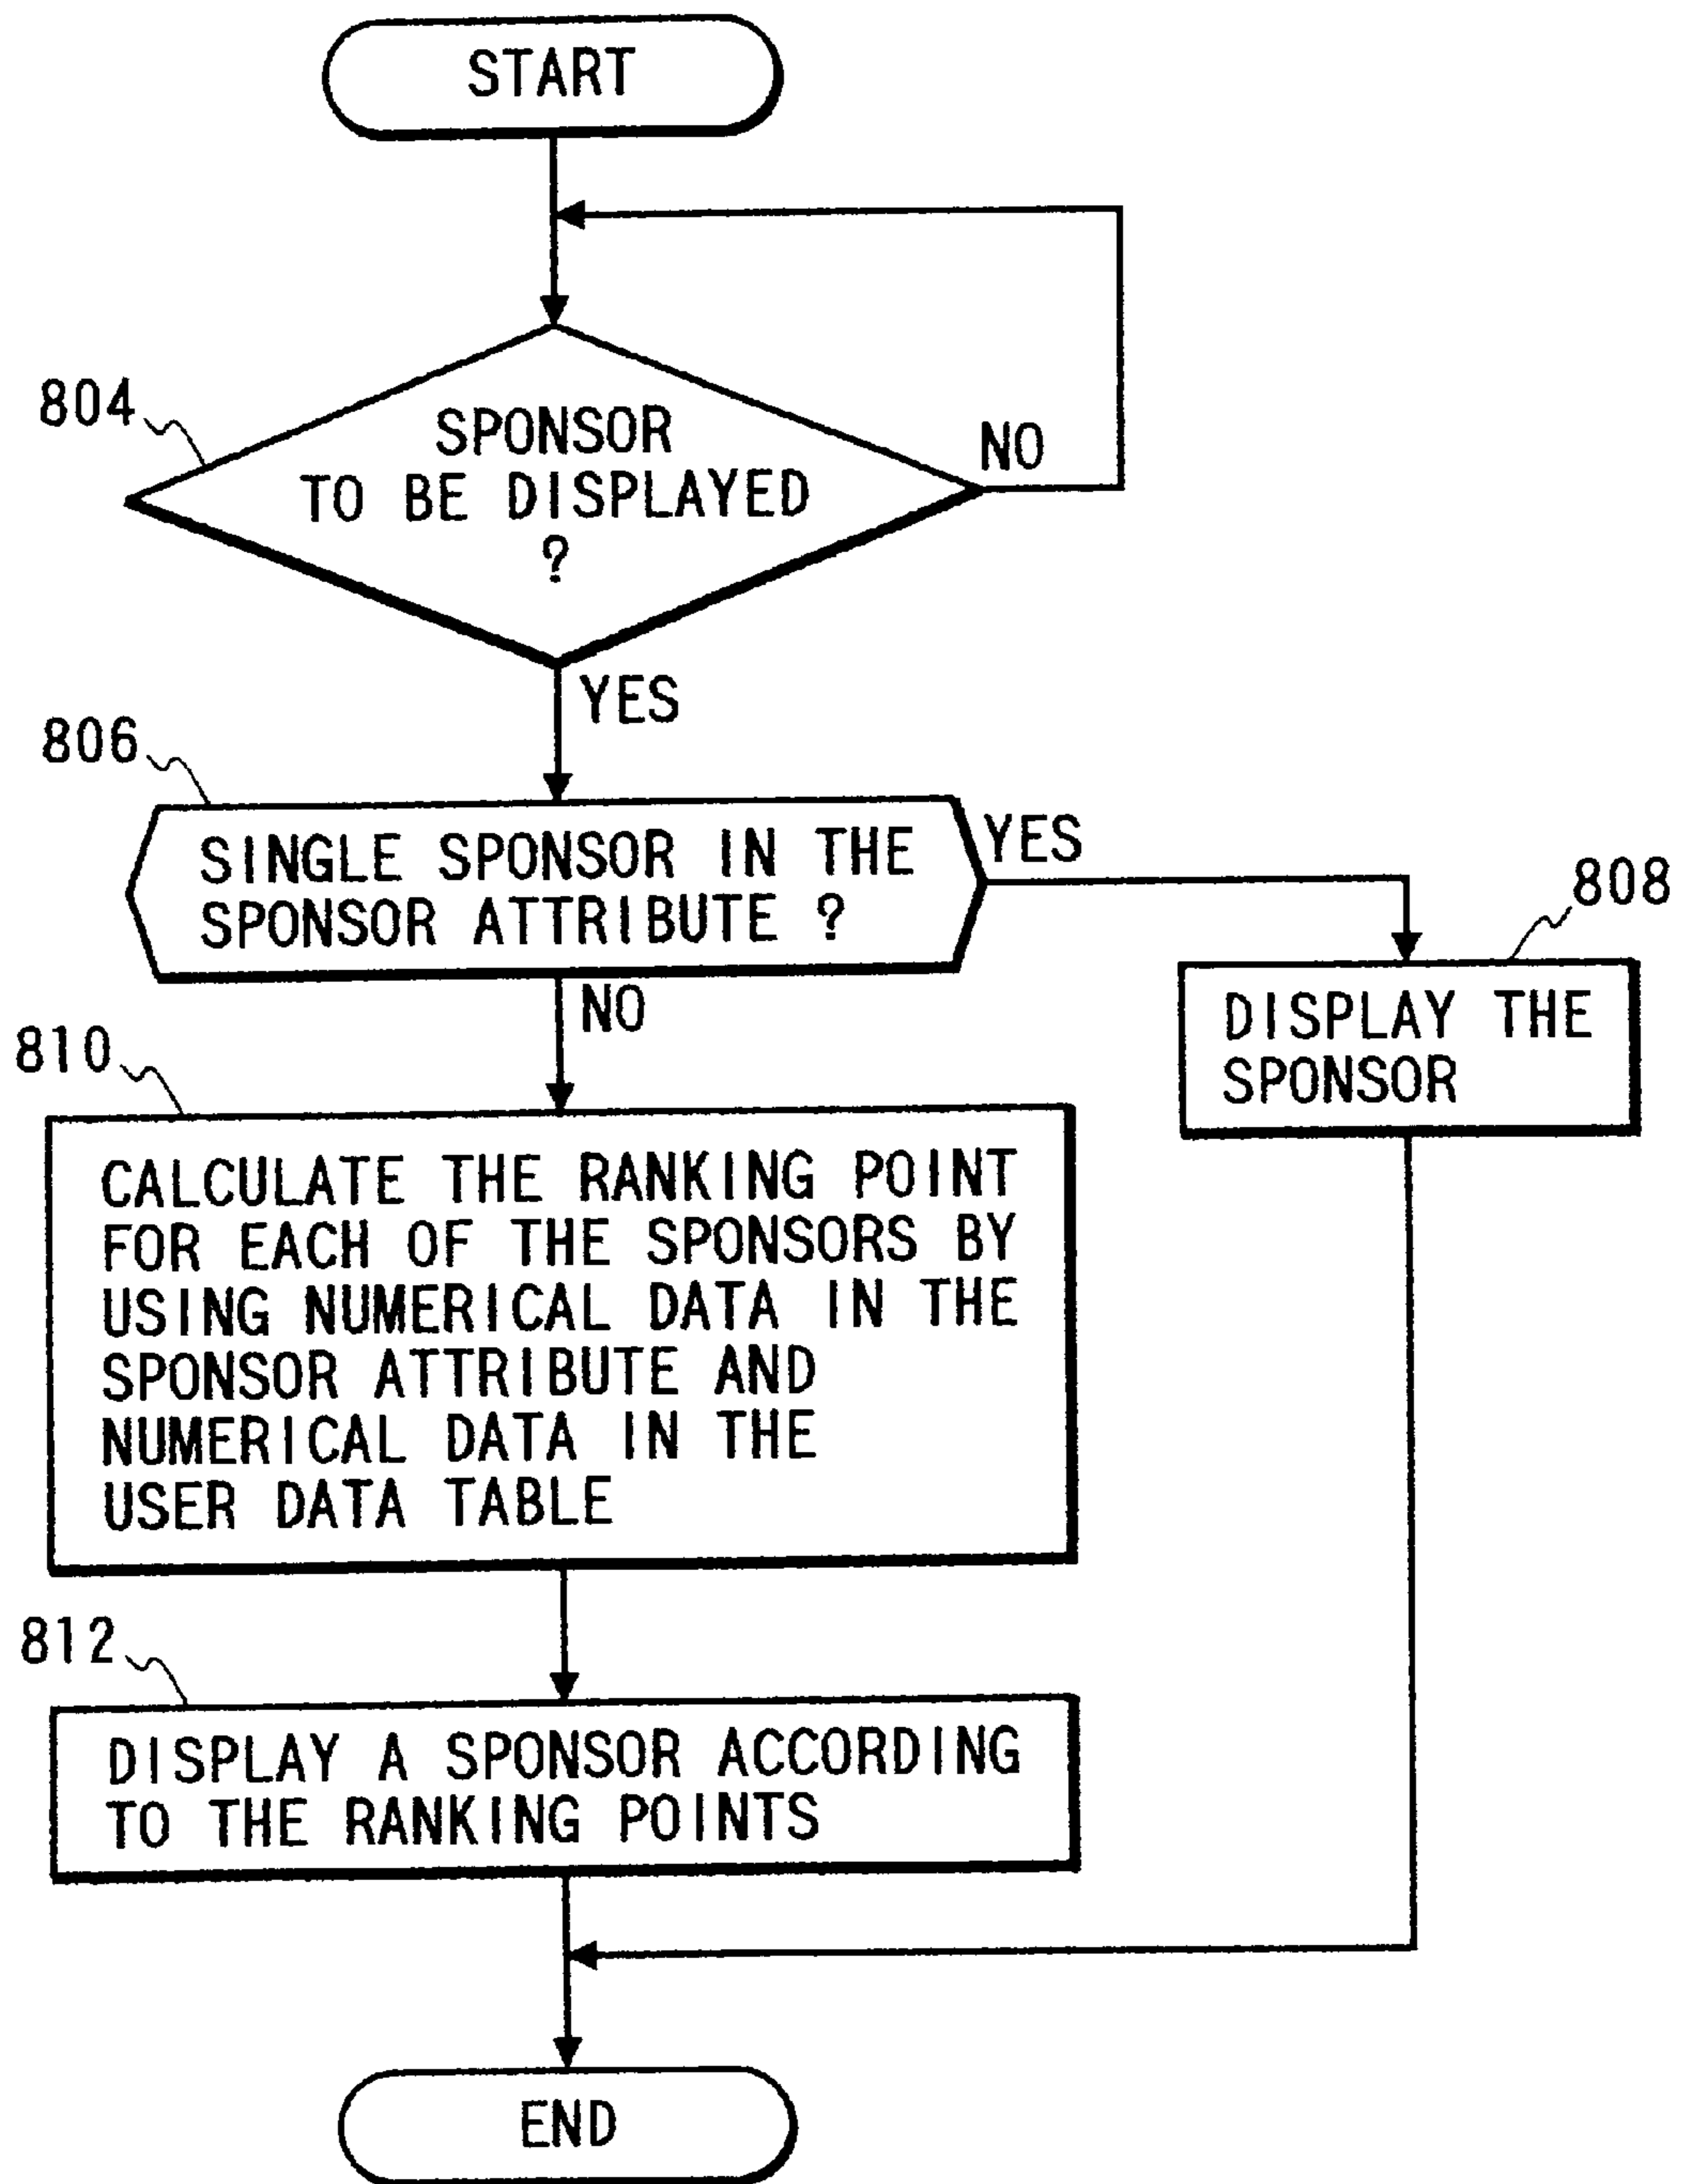 START
804
SPONSOR
TO BE DISPLAYED
?
NO
YES
806
SINGLE SPONSOR IN THE
SPONSOR ATTRIBUTE ?
YES
808
DISPLAY THE
SPONSOR
NO
810
CALCULATE THE RANKING POINT
FOR EACH OF THE SPONSORS BY
USING NUMERICAL DATA IN THE
SPONSOR ATTRIBUTE AND
NUMERICAL DATA IN THE
USER DATA TABLE
812
DISPLAY A SPONSOR ACCORDING
TO THE RANKING POINTS
END